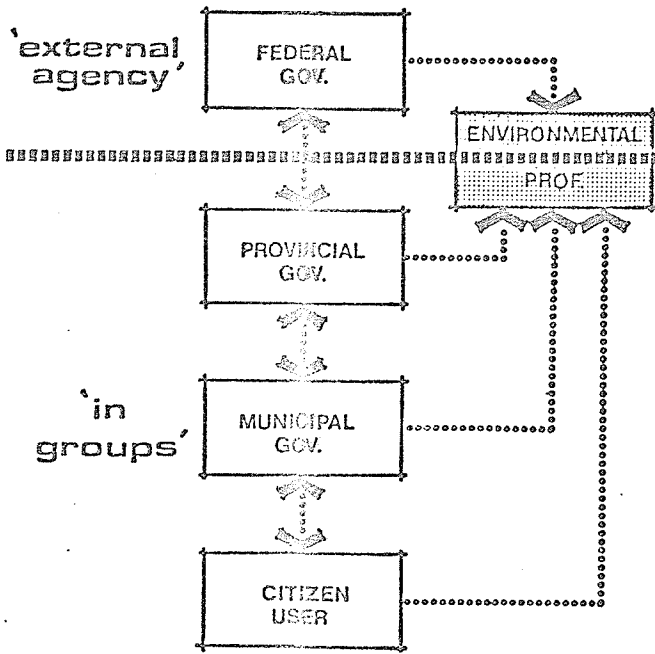 'external
agency'
FEDERAL
GOV.
ENVIRONMENTAL
PROF.
PROVINCIAL
GOV.
'in
groups'
MUNICIPAL
GOV.
CITIZEN
USER